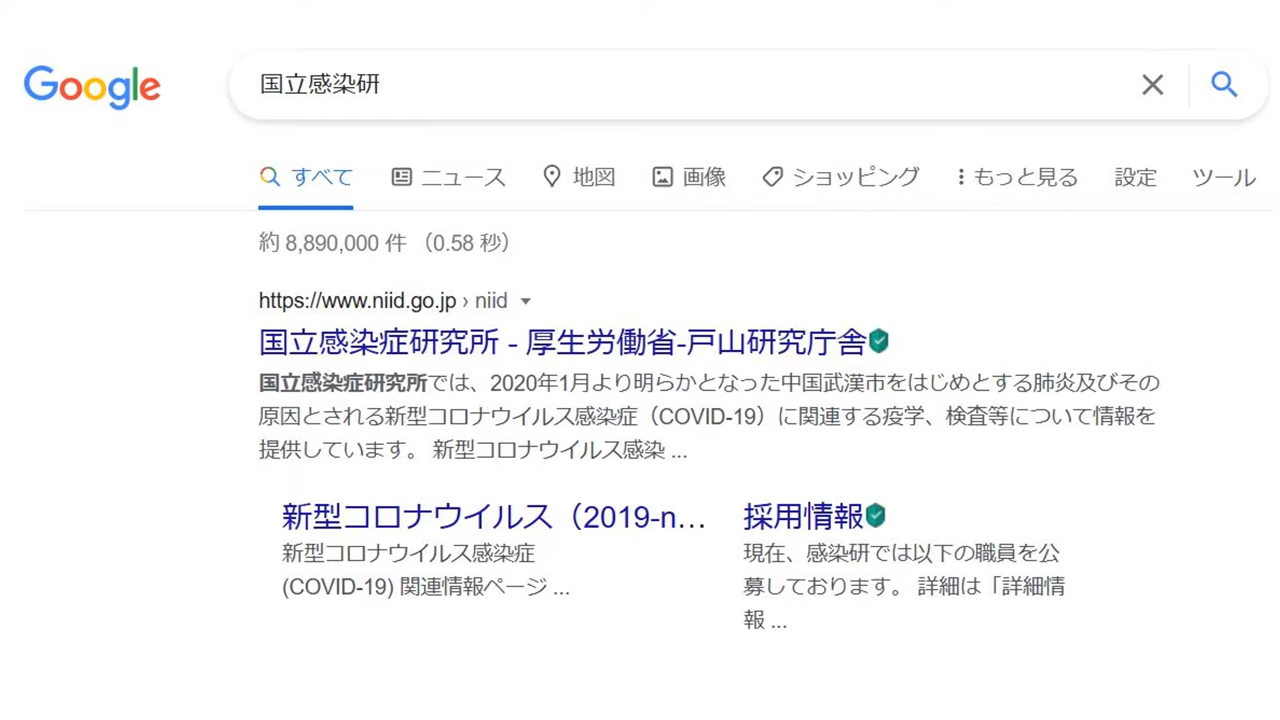 Google
国立感染研
すべて ニュース 地図 画像 ショッピング もっと見る 設定 ツール
約 8,890,000 件 （0.58 秒）
https://www.niid.go.jp › niid
国立感染症研究所 - 厚生労働省-戸山研究庁舎
国立感染症研究所では、2020年1月より明らかとなった中国武漢市をはじめとする肺炎及びその
原因とされる新型コロナウイルス感染症（COVID-19）に関連する疫学、検査等について情報を
提供しています。 新型コロナウイルス感染 ...
新型コロナウイルス（2019-n...
新型コロナウイルス感染症
(COVID-19) 関連情報ページ ...
採用情報
現在、感染研では以下の職員を公
募しております。 詳細は「詳細情
報 ...